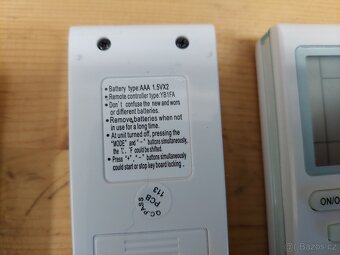 • Battery type: AAA 1.5VX2
• Remote controller type: YB1FA
• Don't confuse the new and worn
or different batteries.
• Remove batteries when not
in use for a long time.
• At unit turned off, pressing the
"MODE" and "-" buttons simultaneously,
the ℃, ℉ could be shifted.
• Press "+", "-" buttons simultaneously
could start or stop key board locking.
QC PASS
PCB
113
ON/O